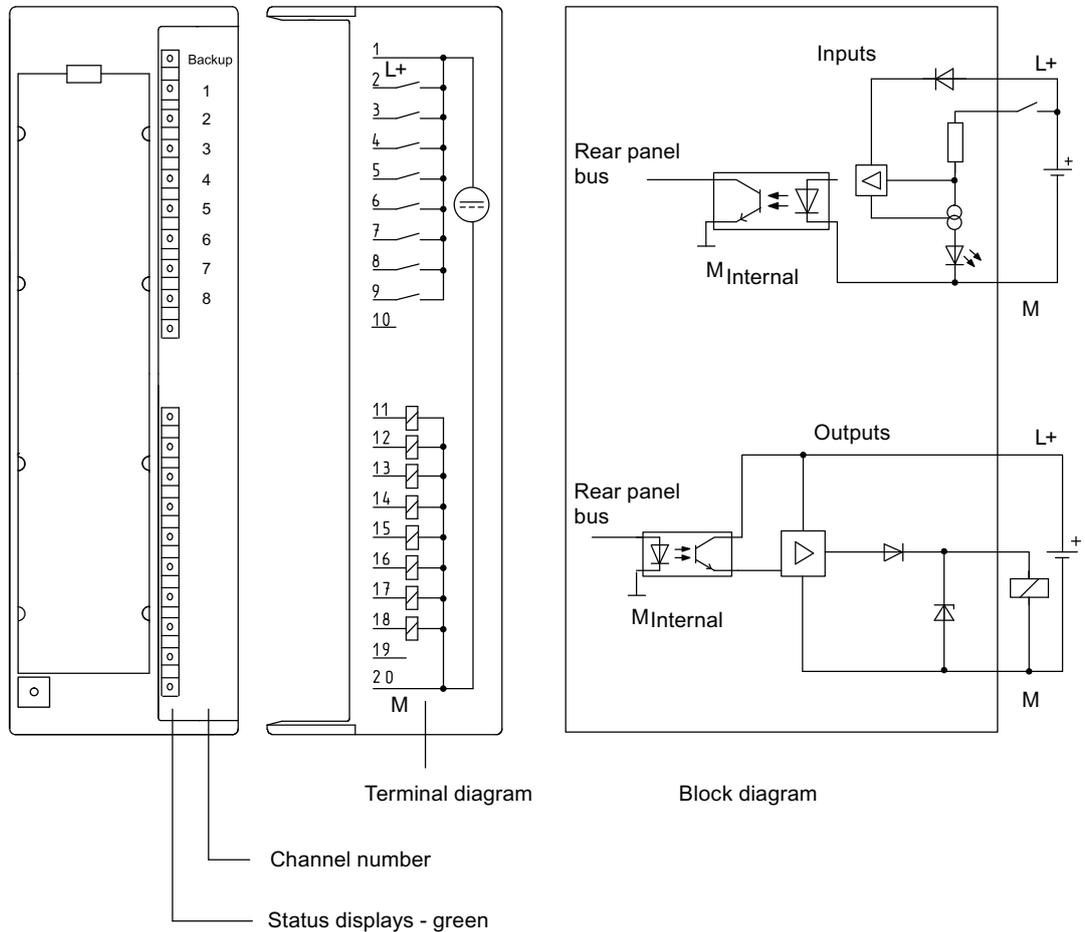 Backup
1
2
3
4
5
6
7
8
1
L+
2
3
4
5
6
7
8
9
10
11
12
13
14
15
16
17
18
19
20
M
Inputs
L+
Rear panel
bus
+
M Internal
M
Outputs
L+
Rear panel
bus
+
M Internal
M
Terminal diagram
Block diagram
Channel number
Status displays - green